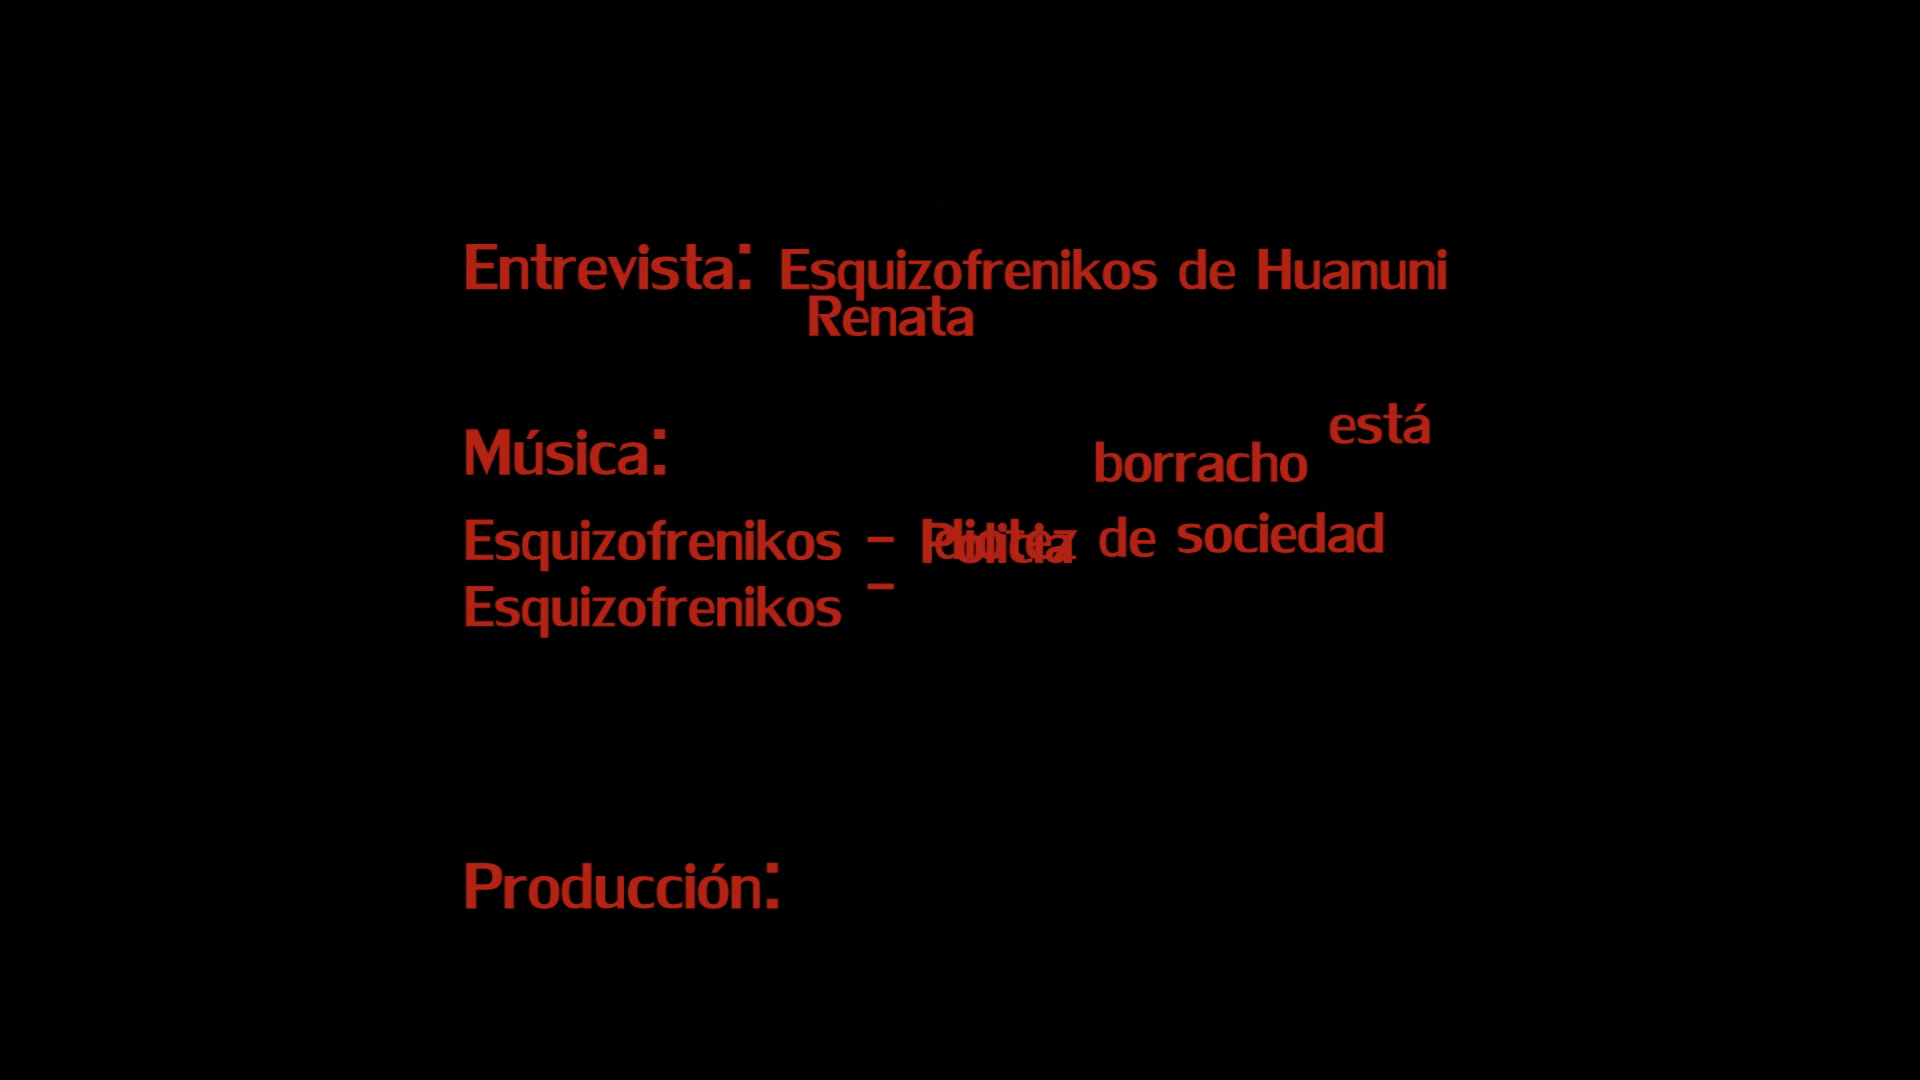 Entrevista: Esquizofrenikos de Huanuni
Renata
está
Música:
borracho
Esquizofrenikos - de sociedad
Esquizofrenikos -
Producción: